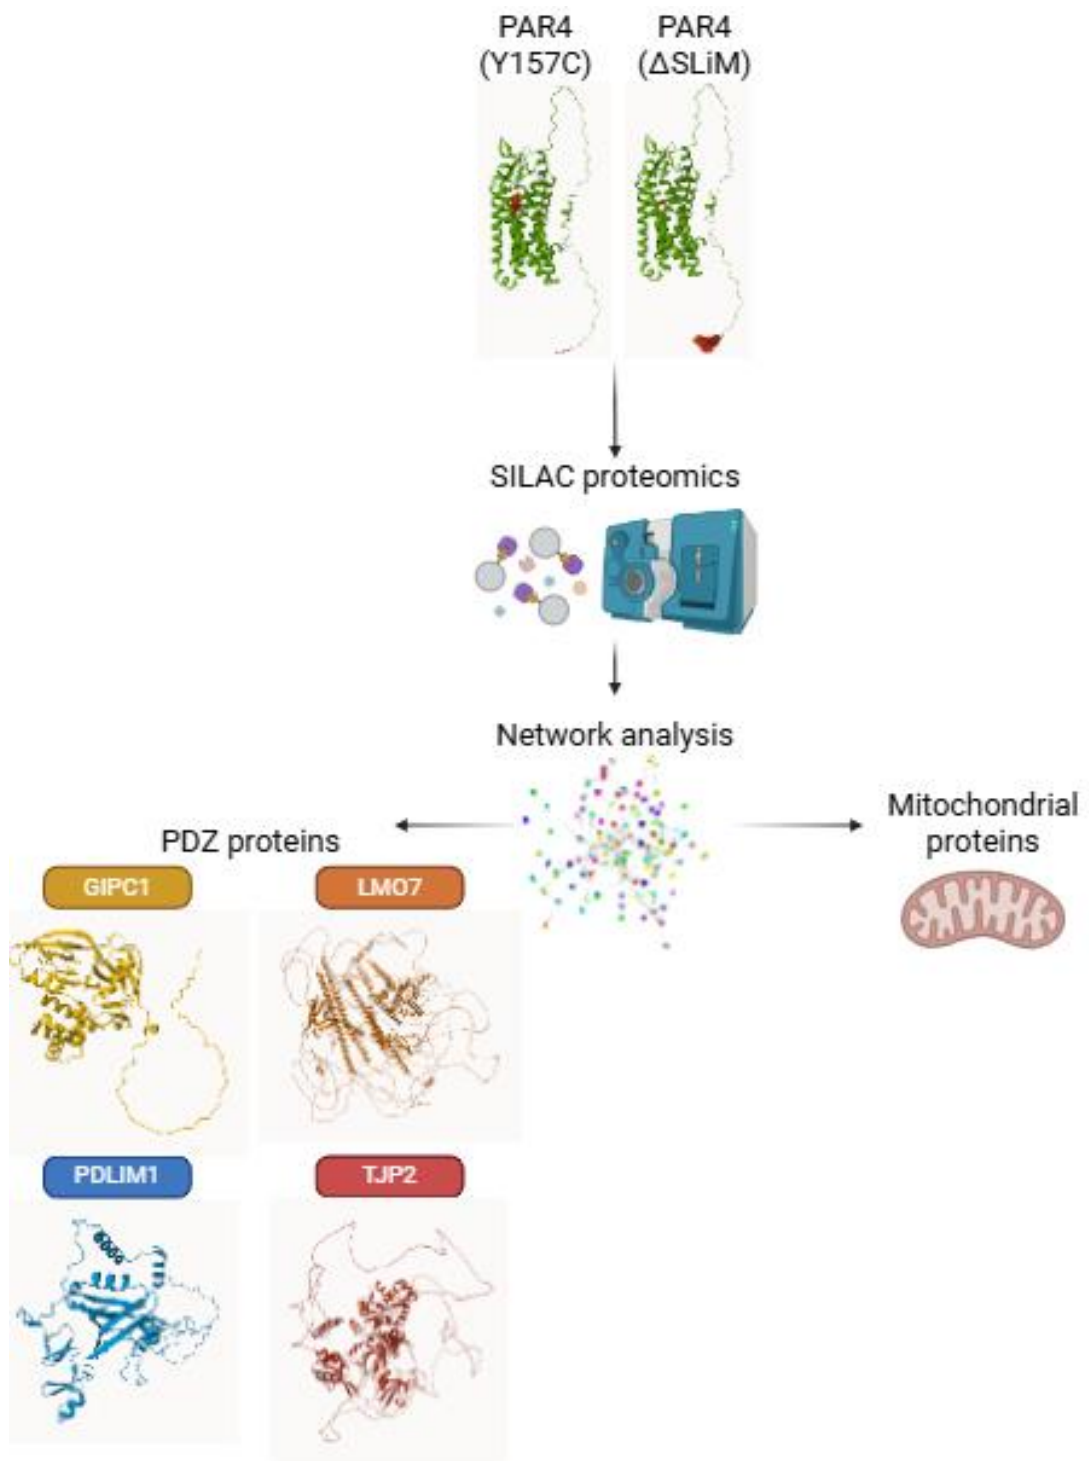 PAR4
(Y157C)
PAR4
(ΔSLiM)
SILAC proteomics
Network analysis
PDZ proteins
Mitochondrial
proteins
GIPC1
LMO7
PDLIM1
TJP2